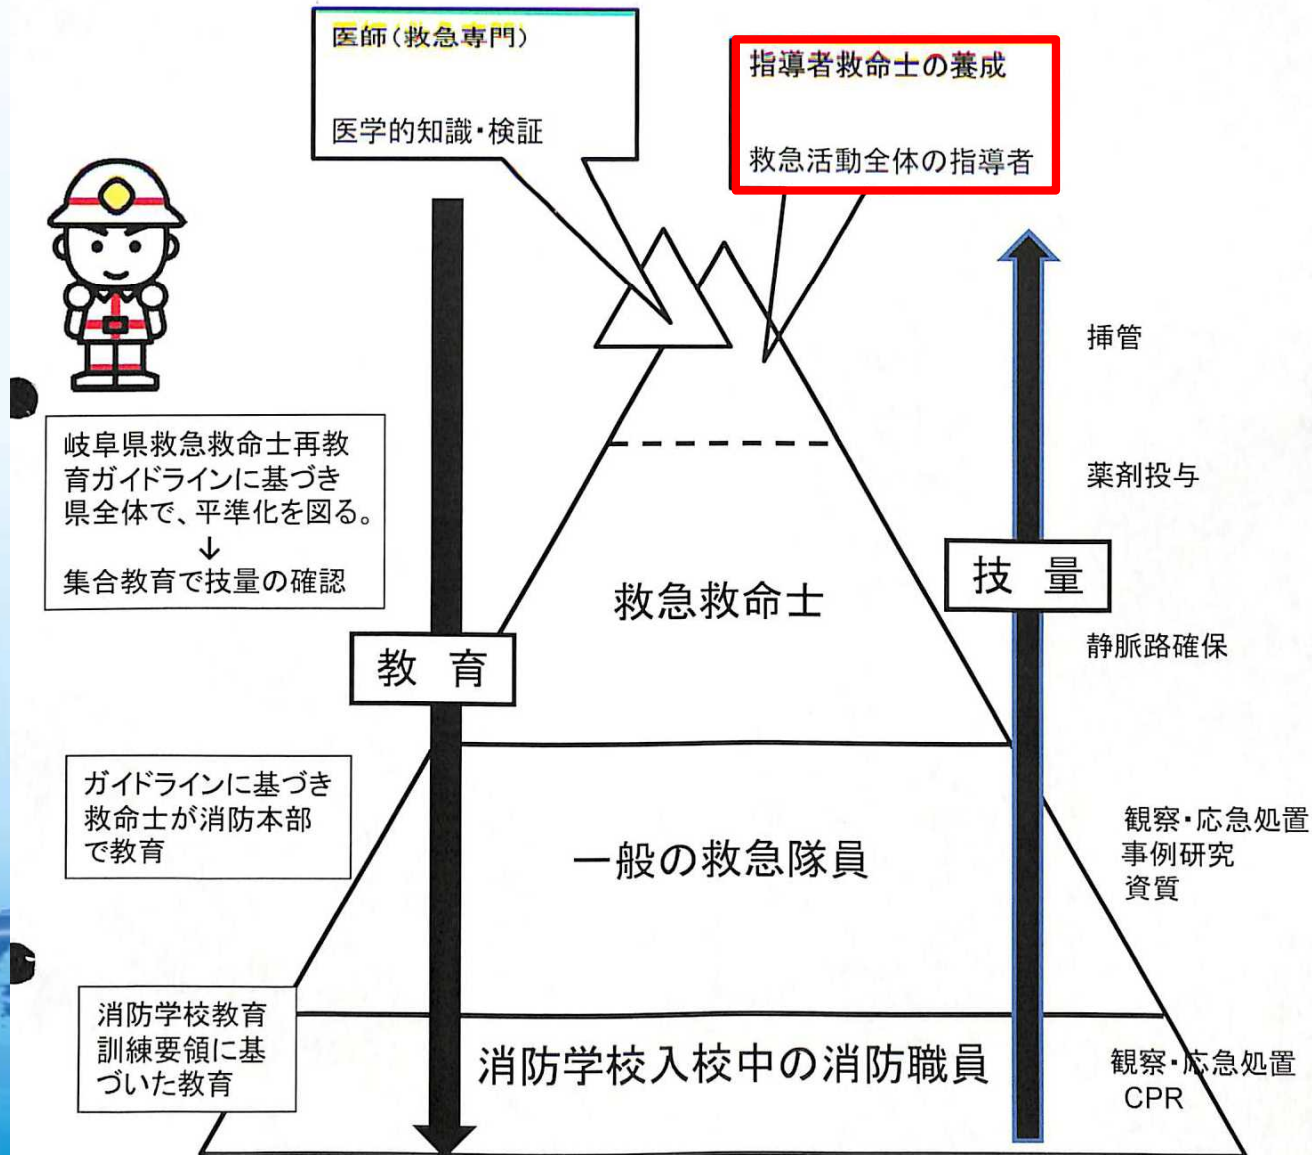 医師(救急専門)
医学的知識・検証
指導者救命士の養成
救急活動全体の指導者
挿管
薬剤投与
技 量
静脈路確保
岐阜県救急救命士再教
育ガイドラインに基づき
県全体で、平準化を図る。
↓
集合教育で技量の確認
救急救命士
教 育
ガイドラインに基づき
救命士が消防本部
で教育
一般の救急隊員
観察・応急処置
事例研究
資質
消防学校教育
訓練要領に基
づいた教育
消防学校入校中の消防職員
観察・応急処置
CPR